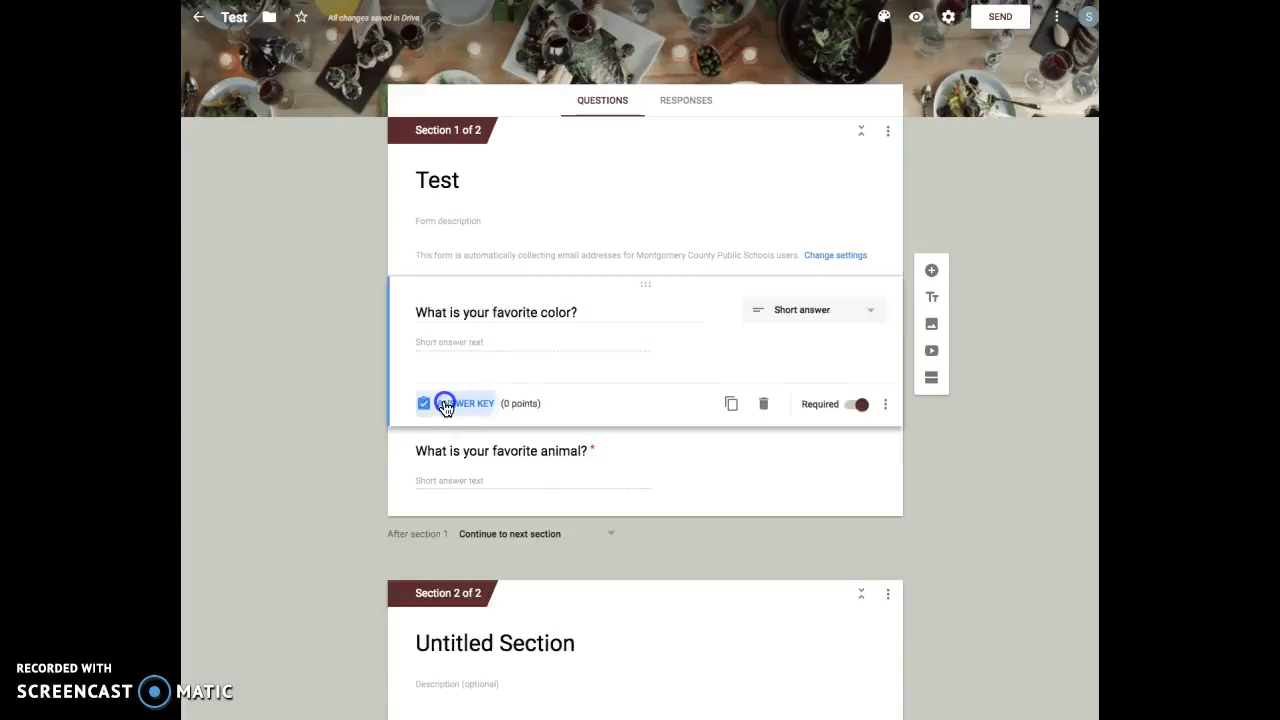 Test
All changes saved in Drive
SEND
S
QUESTIONS
RESPONSES
Section 1 of 2
Test
Form description
This form is automatically collecting email addresses for Montgomery County Public Schools users. Change settings
What is your favorite color?
Short answer
Short answer text
ANSWER KEY (0 points)
Required
What is your favorite animal? *
Short answer text
After section 1 Continue to next section
Section 2 of 2
Untitled Section
Description (optional)
RECORDED WITH
SCREENCAST MATIC